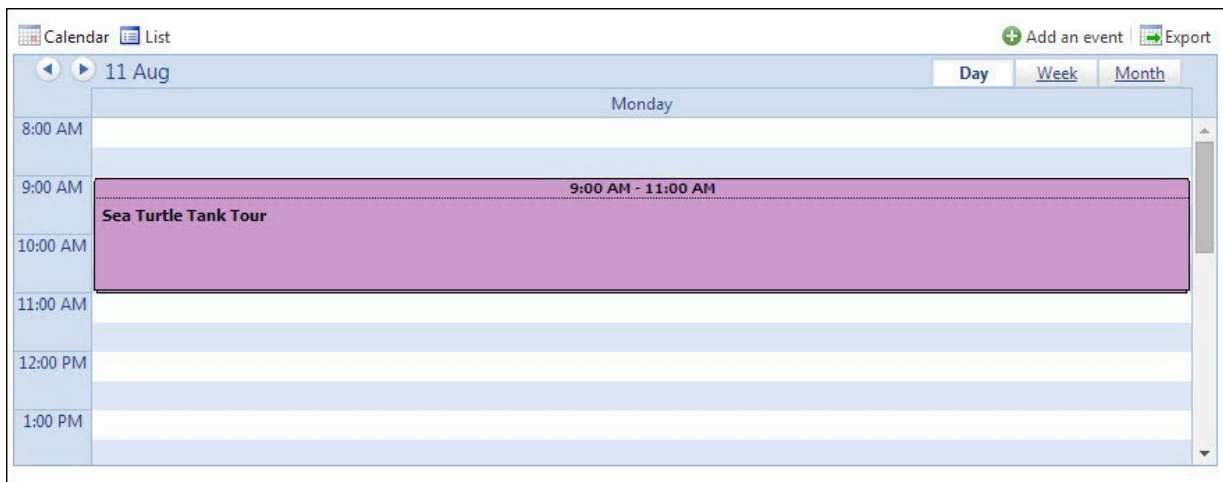 Calendar List Add an event Export
11 Aug Day Week Month
Monday
8:00 AM
9:00 AM 9:00 AM - 11:00 AM
Sea Turtle Tank Tour
10:00 AM
11:00 AM
12:00 PM
1:00 PM